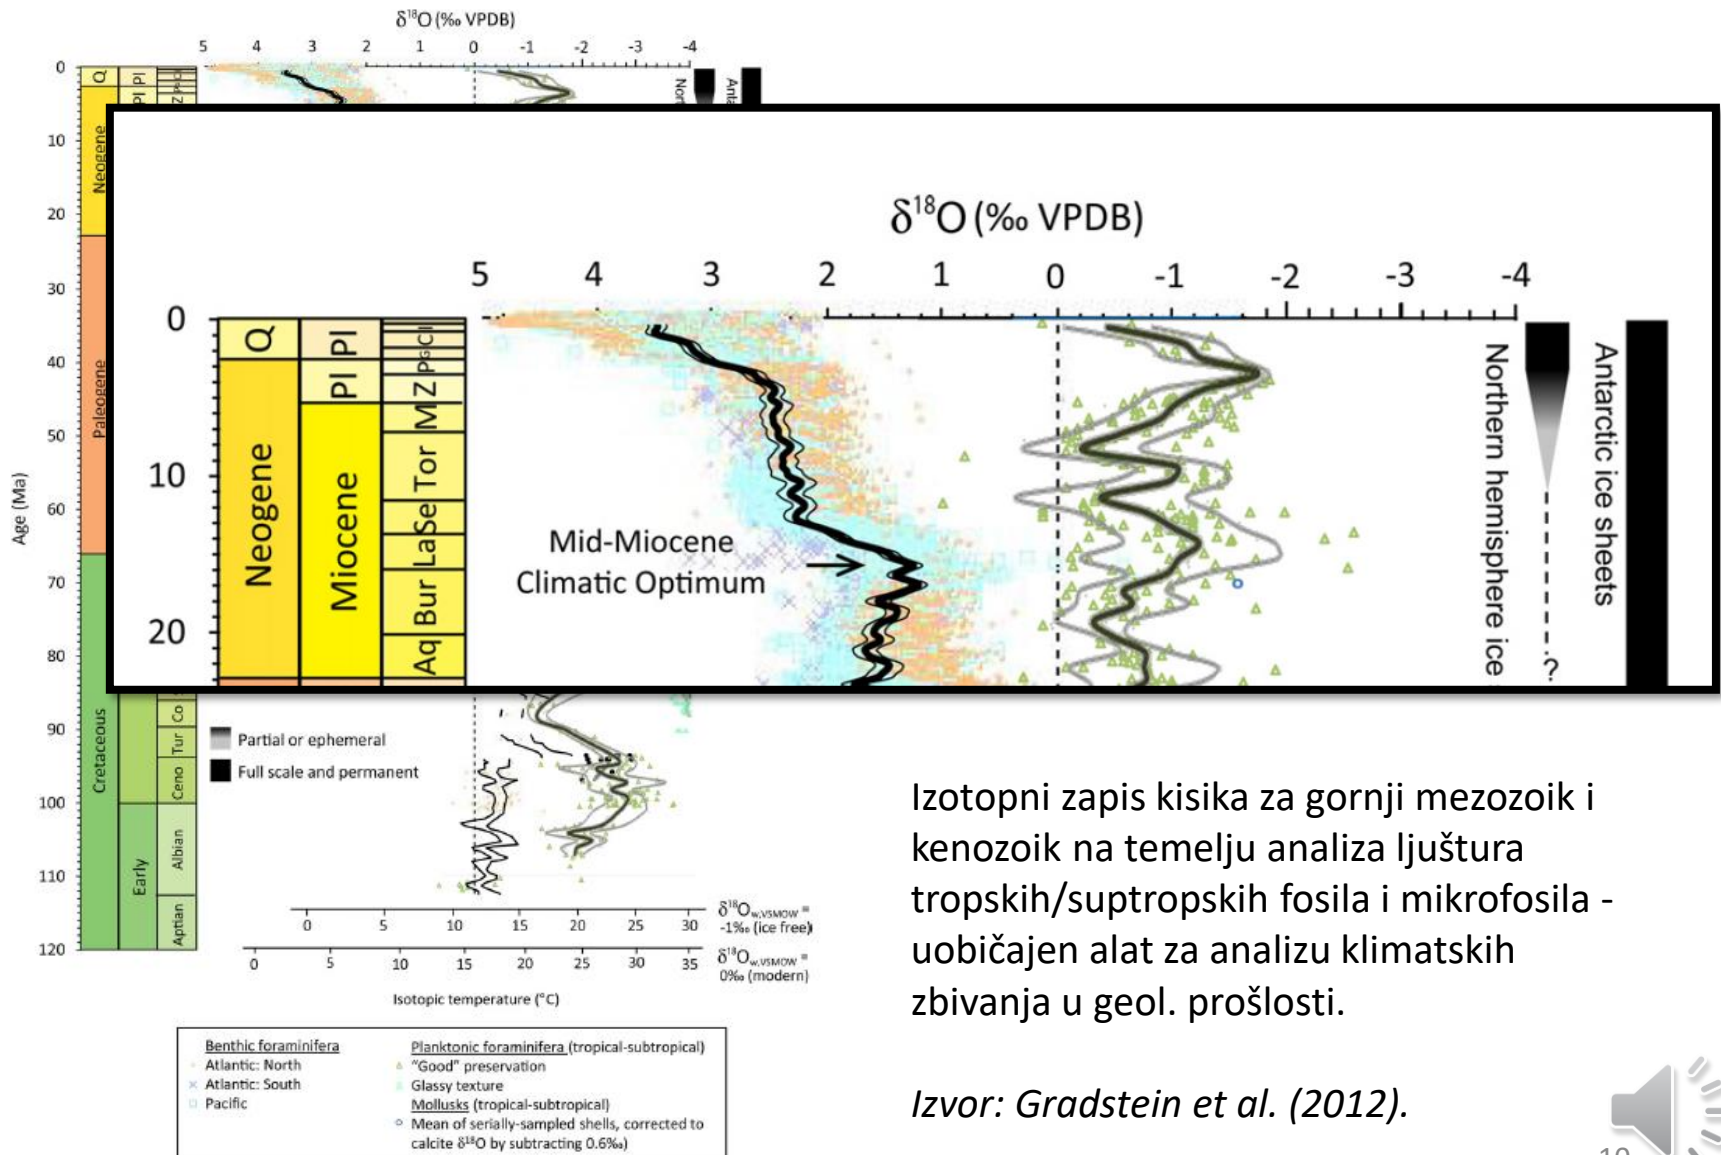 δ¹⁸O (‰ VPDB)
5 4 3 2 1 0 -1 -2 -3 -4
0
10
20
30
40
50
60
70
80
90
100
110
120
Age (Ma)
Q
Neogene
Paleogene
Cretaceous
Pl
Pl
Z
Early
Co
Tur
Ceno
Albian
Aptian
δ¹⁸O (‰ VPDB)
5 4 3 2 1 0 -1 -2 -3 -4
0
10
20
Q
Neogene
Pl
Pl
Miocene
Cl
PG
Z
M
Tor
Se
La
Bur
Aq
Mid-Miocene
Climatic Optimum
Northern hemisphere ice
?
Antarctic ice sheets
Partial or ephemeral
Full scale and permanent
0 5 10 15 20 25 30
δ¹⁸Ow,VSMOW =
-1‰ (ice free)
0 5 10 15 20 25 30 35
δ¹⁸Ow,VSMOW =
0‰ (modern)
Isotopic temperature (°C)
Benthic foraminifera
Atlantic: North
Atlantic: South
Pacific
Planktonic foraminifera (tropical-subtropical)
"Good" preservation
Glassy texture
Mollusks (tropical-subtropical)
Mean of serially-sampled shells, corrected to
calcite δ¹⁸O by subtracting 0.6‰)
Izotopni zapis kisika za gornji mezozoik i
kenozoik na temelju analiza ljuštura
tropskih/suptropskih fosila i mikrofosila -
uobičajen alat za analizu klimatskih
zbivanja u geol. prošlosti.
Izvor: Gradstein et al. (2012).